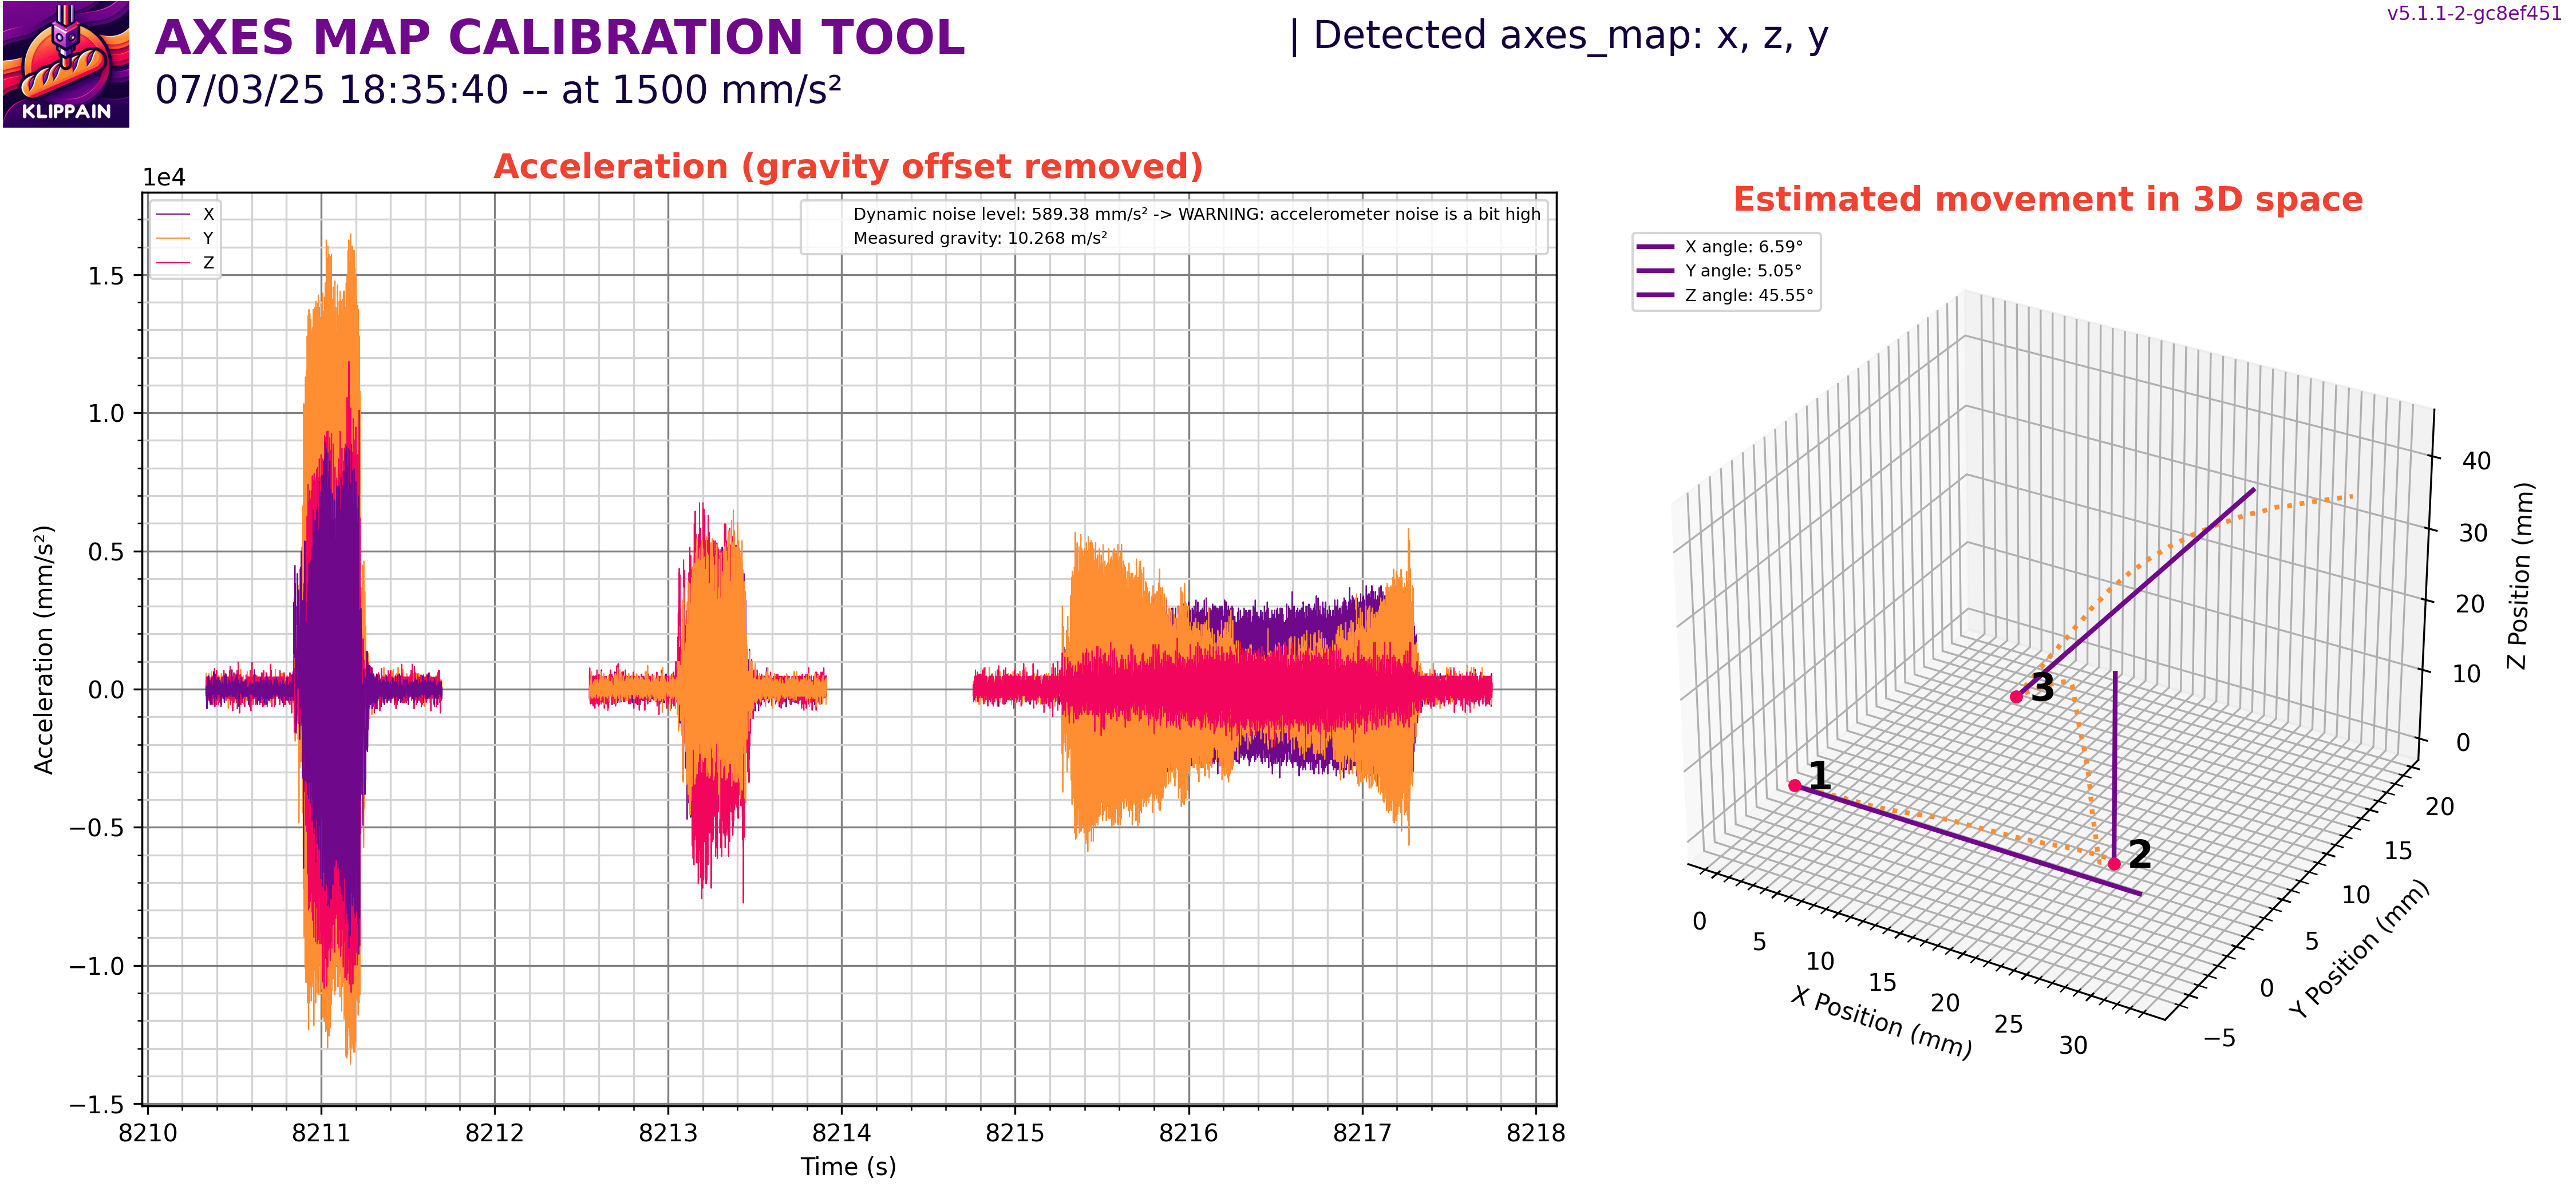 AXES MAP CALIBRATION TOOL
07/03/25 18:35:40 -- at 1500 mm/s²
| Detected axes_map: x, z, y
v5.1.1-2-gc8ef451
KLIPPAIN
Acceleration (gravity offset removed)
1e4
X
Y
Z
Dynamic noise level: 589.38 mm/s² -> WARNING: accelerometer noise is a bit high
Measured gravity: 10.268 m/s²
Acceleration (mm/s²)
1.5
1.0
0.5
0.0
−0.5
−1.0
−1.5
8210
8211
8212
8213
8214
8215
8216
8217
8218
Time (s)
Estimated movement in 3D space
X angle: 6.59°
Y angle: 5.05°
Z angle: 45.55°
1
2
3
0
5
10
15
20
25
30
X Position (mm)
−5
0
5
10
15
20
Y Position (mm)
0
10
20
30
40
Z Position (mm)